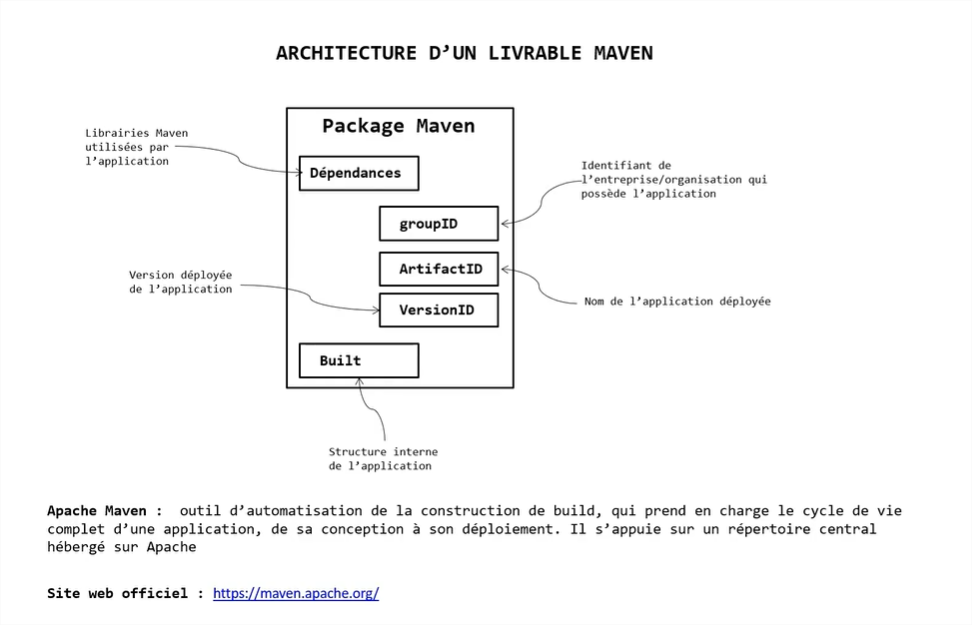 ARCHITECTURE D’UN LIVRABLE MAVEN
Package Maven
Librairies Maven
utilisées par
l’application
Dépendances
Identifiant de
l’entreprise/organisation qui
possède l’application
groupID
ArtifactID
Version déployée
de l’application
Nom de l’application déployée
VersionID
Built
Structure interne
de l’application
Apache Maven :  outil d’automatisation de la construction de build, qui prend en charge le cycle de vie
complet d’une application, de sa conception à son déploiement. Il s’appuie sur un répertoire central
hébergé sur Apache
Site web officiel : https://maven.apache.org/